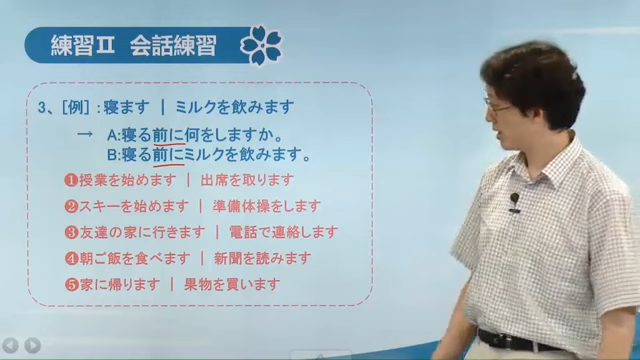 練習Ⅱ 会話練習
3、[例]:寝ます | ミルクを飲みます
→ A:寝る前に何をしますか。
B:寝る前にミルクを飲みます。
❶授業を始めます | 出席を取ります
❷スキーを始めます | 準備体操をします
❸友達の家に行きます | 電話で連絡します
❹朝ご飯を食べます | 新聞を読みます
❺家に帰ります | 果物を買います